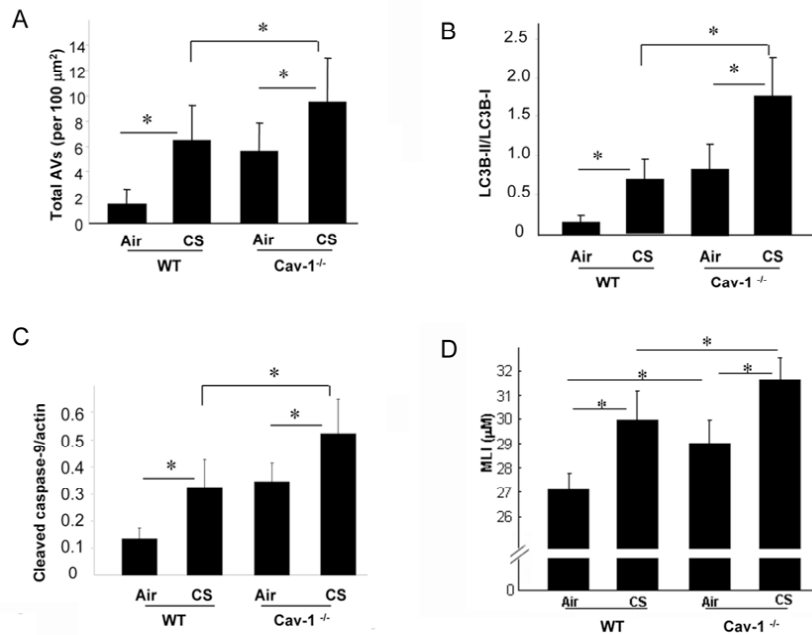 A
Total AVs (per 100 μm²)
14
12
10
8
6
4
2
0
*
*
*
Air
CS
Air
CS
WT
Cav-1-/-
B
LC3B-II/LC3B-I
2.5
2.0
1.5
1.0
0.5
0
*
*
*
Air
CS
Air
CS
WT
Cav-1 -/-
C
Cleaved caspase-9/actin
0.6
0.5
0.4
0.3
0.2
0.1
0
*
*
*
Air
CS
Air
CS
WT
Cav-1 -/-
D
MLI (μM)
32
31
30
29
28
27
26
0
*
*
*
*
Air
CS
Air
CS
WT
Cav-1 -/-